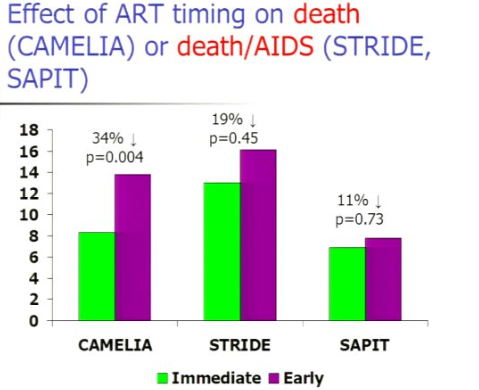 Effect of ART timing on death
(CAMELIA) or death/AIDS (STRIDE,
SAPIT)
18
16
14
12
10
8
6
4
2
0
34% ↓
p=0.004
19% ↓
p=0.45
11% ↓
p=0.73
CAMELIA STRIDE SAPIT
Immediate Early